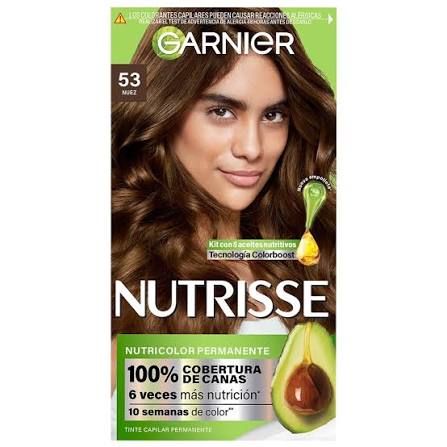 LOS COLORANTES CAPILARES PUEDEN CAUSAR REACCIONES ALÉRGICAS.
GARNIER
53
NUEZ
Kit con 5 aceites nutritivos
Tecnología Colorboost
NUTRISSE
NUTRICOLOR PERMANENTE
100% COBERTURA
DE CANAS
6 veces más nutrición*
10 semanas de color**
TINTE CAPILAR PERMANENTE